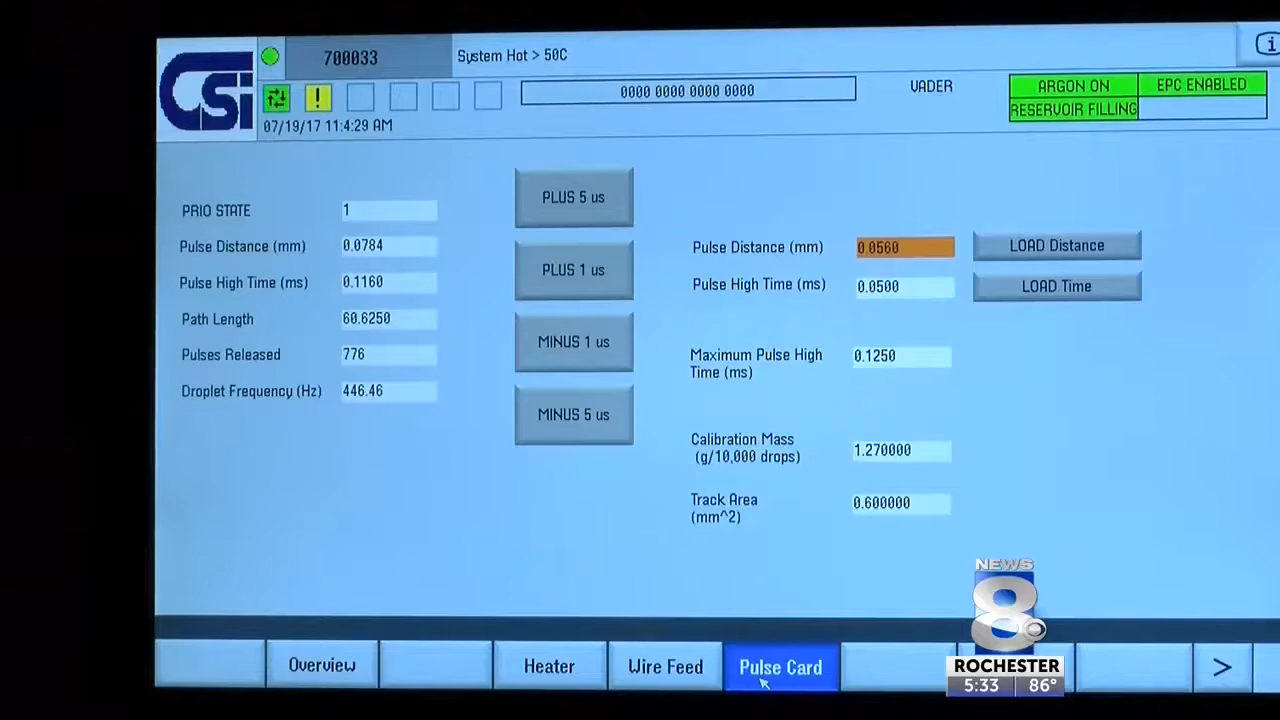 CSi
700033
System Hot > 50C
!
0000 0000 0000 0000
VADER
ARGON ON
EPC ENABLED
RESERVOIR FILLING
07/19/17 11:4:29 AM
PRIO STATE 1
Pulse Distance (mm) 0.0784
Pulse High Time (ms) 0.1160
Path Length 60.6250
Pulses Released 776
Droplet Frequency (Hz) 446.46
PLUS 5 us
PLUS 1 us
MINUS 1 us
MINUS 5 us
Pulse Distance (mm) 0.0560 LOAD Distance
Pulse High Time (ms) 0.0500 LOAD Time
Maximum Pulse High 0.1250
Time (ms)
Calibration Mass 1.270000
(g/10,000 drops)
Track Area 0.600000
(mm^2)
Overview
Heater
Wire Feed
Pulse Card
>
NEWS
8
ROCHESTER
5:33 86°